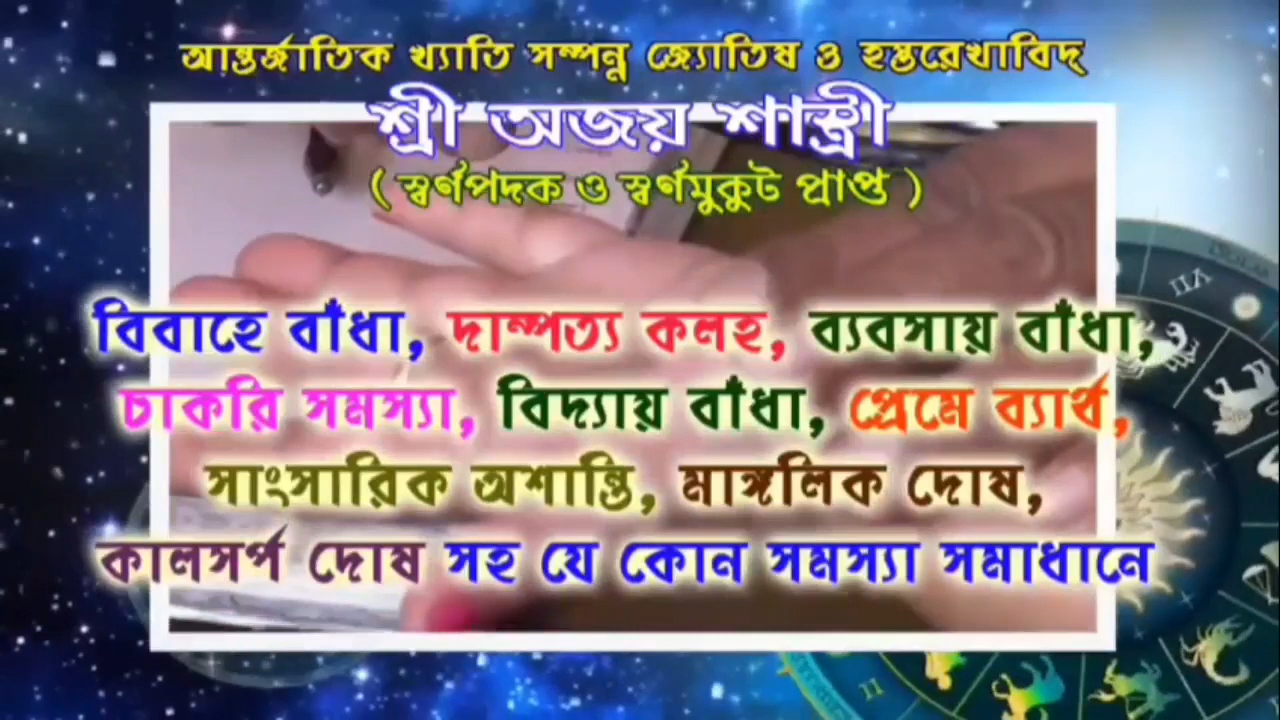 আন্তর্জাতিক খ্যাতি সম্পন্ন জ্যোতিষ ও হস্তরেখাবিদ
শ্রী অজয় শাস্ত্রী
( স্বর্ণপদক ও স্বর্ণমুকুট প্রাপ্ত )
বিবাহে বাঁধা, দাম্পত্য কলহ, ব্যবসায় বাঁধা,
চাকরি সমস্যা, বিদ্যায় বাঁধা, প্রেমে ব্যার্থ,
সাংসারিক অশান্তি, মাঙ্গলিক দোষ,
কালসর্প দোষ সহ যে কোন সমস্যা সমাধানে